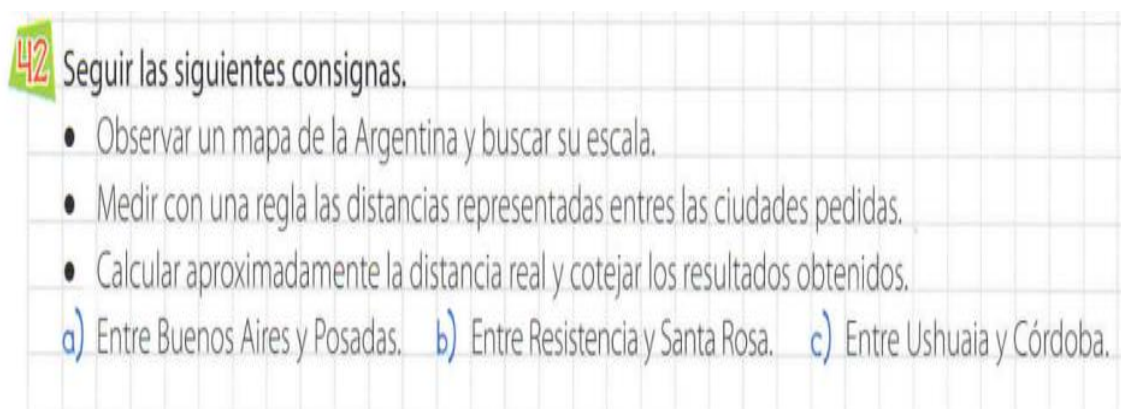 42 Seguir las siguientes consignas.
• Observar un mapa de la Argentina y buscar su escala.
• Medir con una regla las distancias representadas entres las ciudades pedidas.
• Calcular aproximadamente la distancia real y cotejar los resultados obtenidos.
a) Entre Buenos Aires y Posadas. b) Entre Resistencia y Santa Rosa. c) Entre Ushuaia y Córdoba.